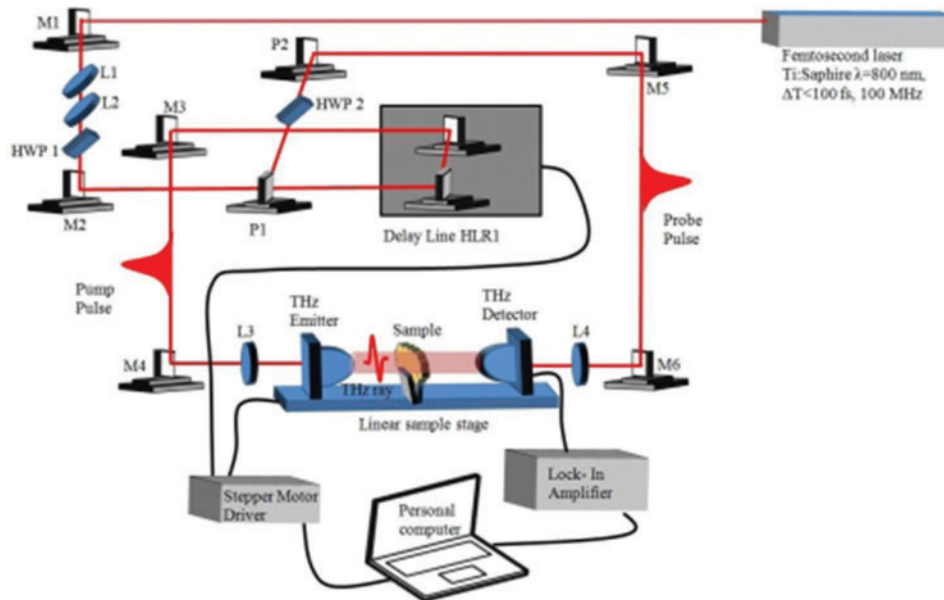 M1
P2
Femtosecond laser
Ti:Saphire λ=800 nm,
ΔT<100 fs, 100 MHz
L1
L2
M3
HWP 2
M5
HWP 1
M2
P1
Delay Line HLR1
Probe
Pulse
Pump
Pulse
THz
Emitter
THz
Detector
L3
Sample
L4
M4
M6
THz ray
Linear sample stage
Stepper Motor
Driver
Personal
computer
Lock- In
Amplifier